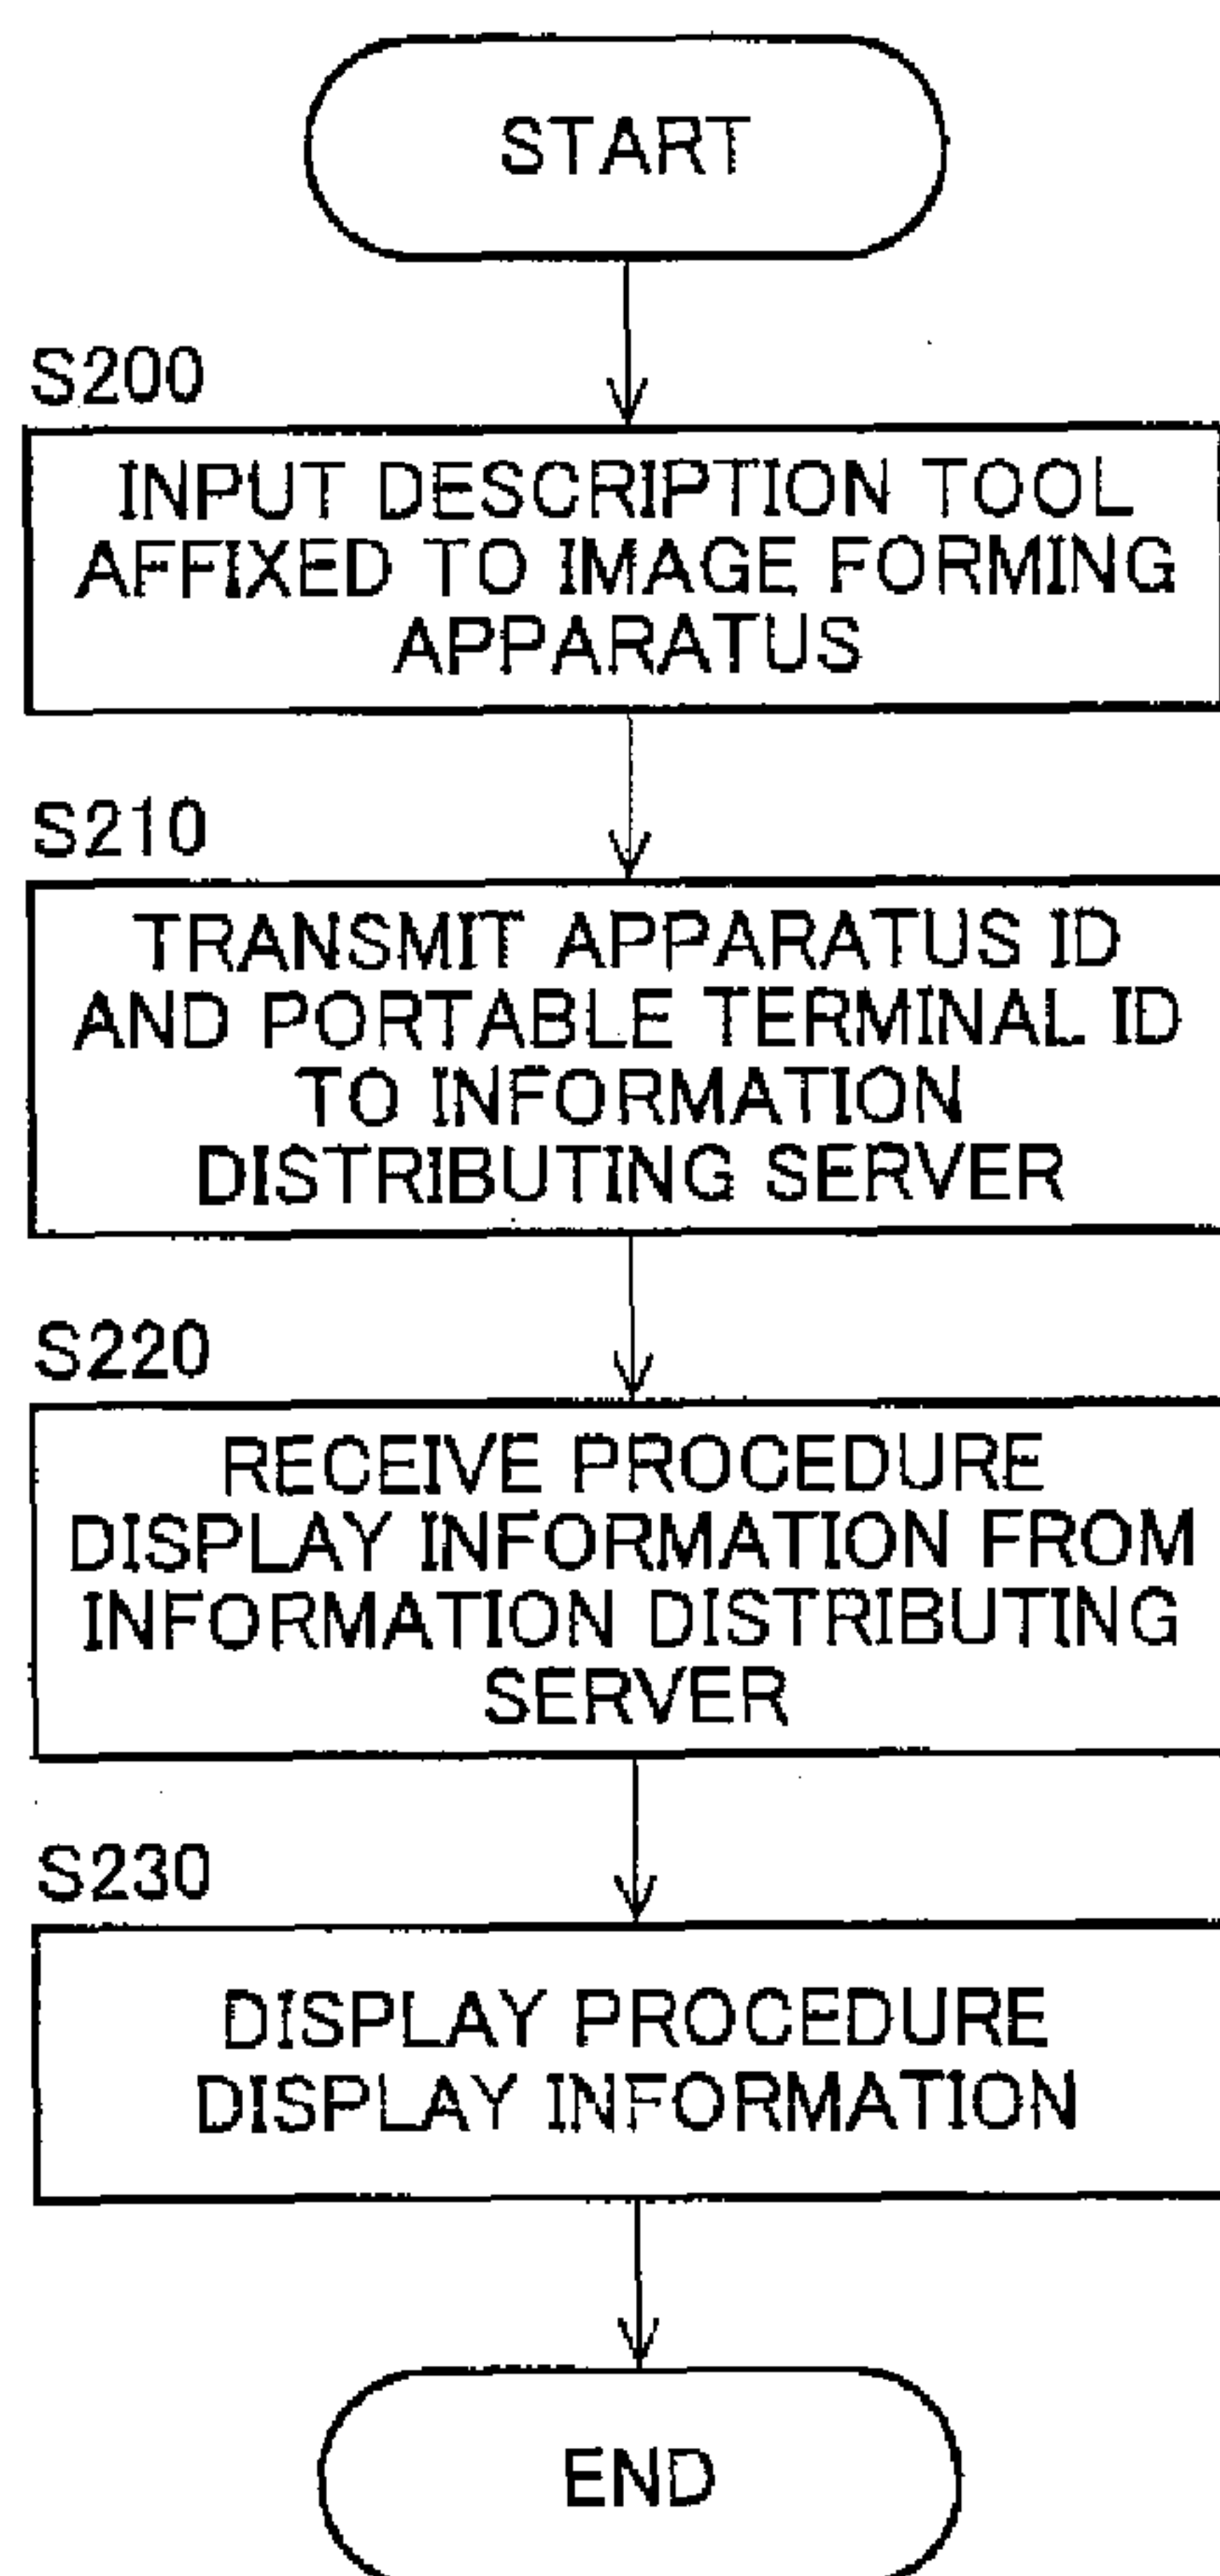 START
S200
INPUT DESCRIPTION TOOL
AFFIXED TO IMAGE FORMING
APPARATUS
S210
TRANSMIT APPARATUS ID
AND PORTABLE TERMINAL ID
TO INFORMATION
DISTRIBUTING SERVER
S220
RECEIVE PROCEDURE
DISPLAY INFORMATION FROM
INFORMATION DISTRIBUTING
SERVER
S230
DISPLAY PROCEDURE
DISPLAY INFORMATION
END